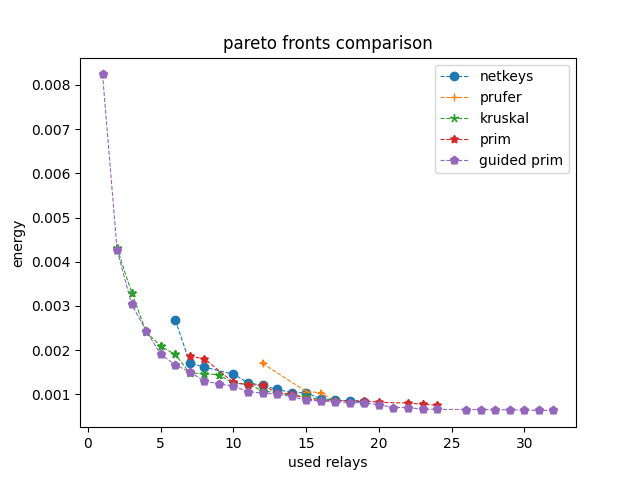 pareto fronts comparison
netkeys
prufer
kruskal
prim
guided prim
energy
0.008
0.007
0.006
0.005
0.004
0.003
0.002
0.001
0 5 10 15 20 25 30
used relays